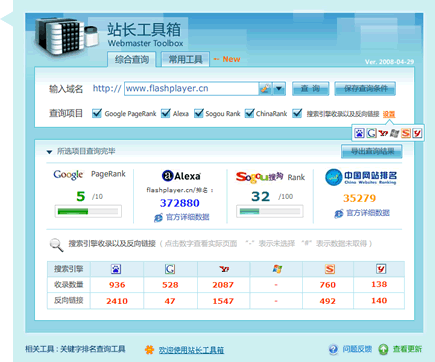 站长工具箱
Webmaster Toolbox
综合查询 常用工具 ← New
Ver. 2008-04-29
输入域名 http:// www.flashplayer.cn 查 询 保存查询条件
查询项目 Google PageRank Alexa Sogou Rank ChinaRank 搜索引擎收录以及反向链接 设置
所选项目查询完毕 导出查询结果
Google PageRank
5 /10
Alexa
flashplayer.cn/排名:
372880
官方详细数据
Sogou搜狗 Rank
32 /100
中国网站排名
China Websites Ranking
35279
官方详细数据
搜索引擎收录以及反向链接 ( 点击数字查看实际页面 "-" 表示未选择 "#" 表示数据未取得 )
搜索引擎
收录数量 936 528 2087 - 760 138
反向链接 2410 47 1547 - 492 140
相关工具 : 关键字排名查询工具 欢迎使用站长工具箱 问题反馈 查看更新